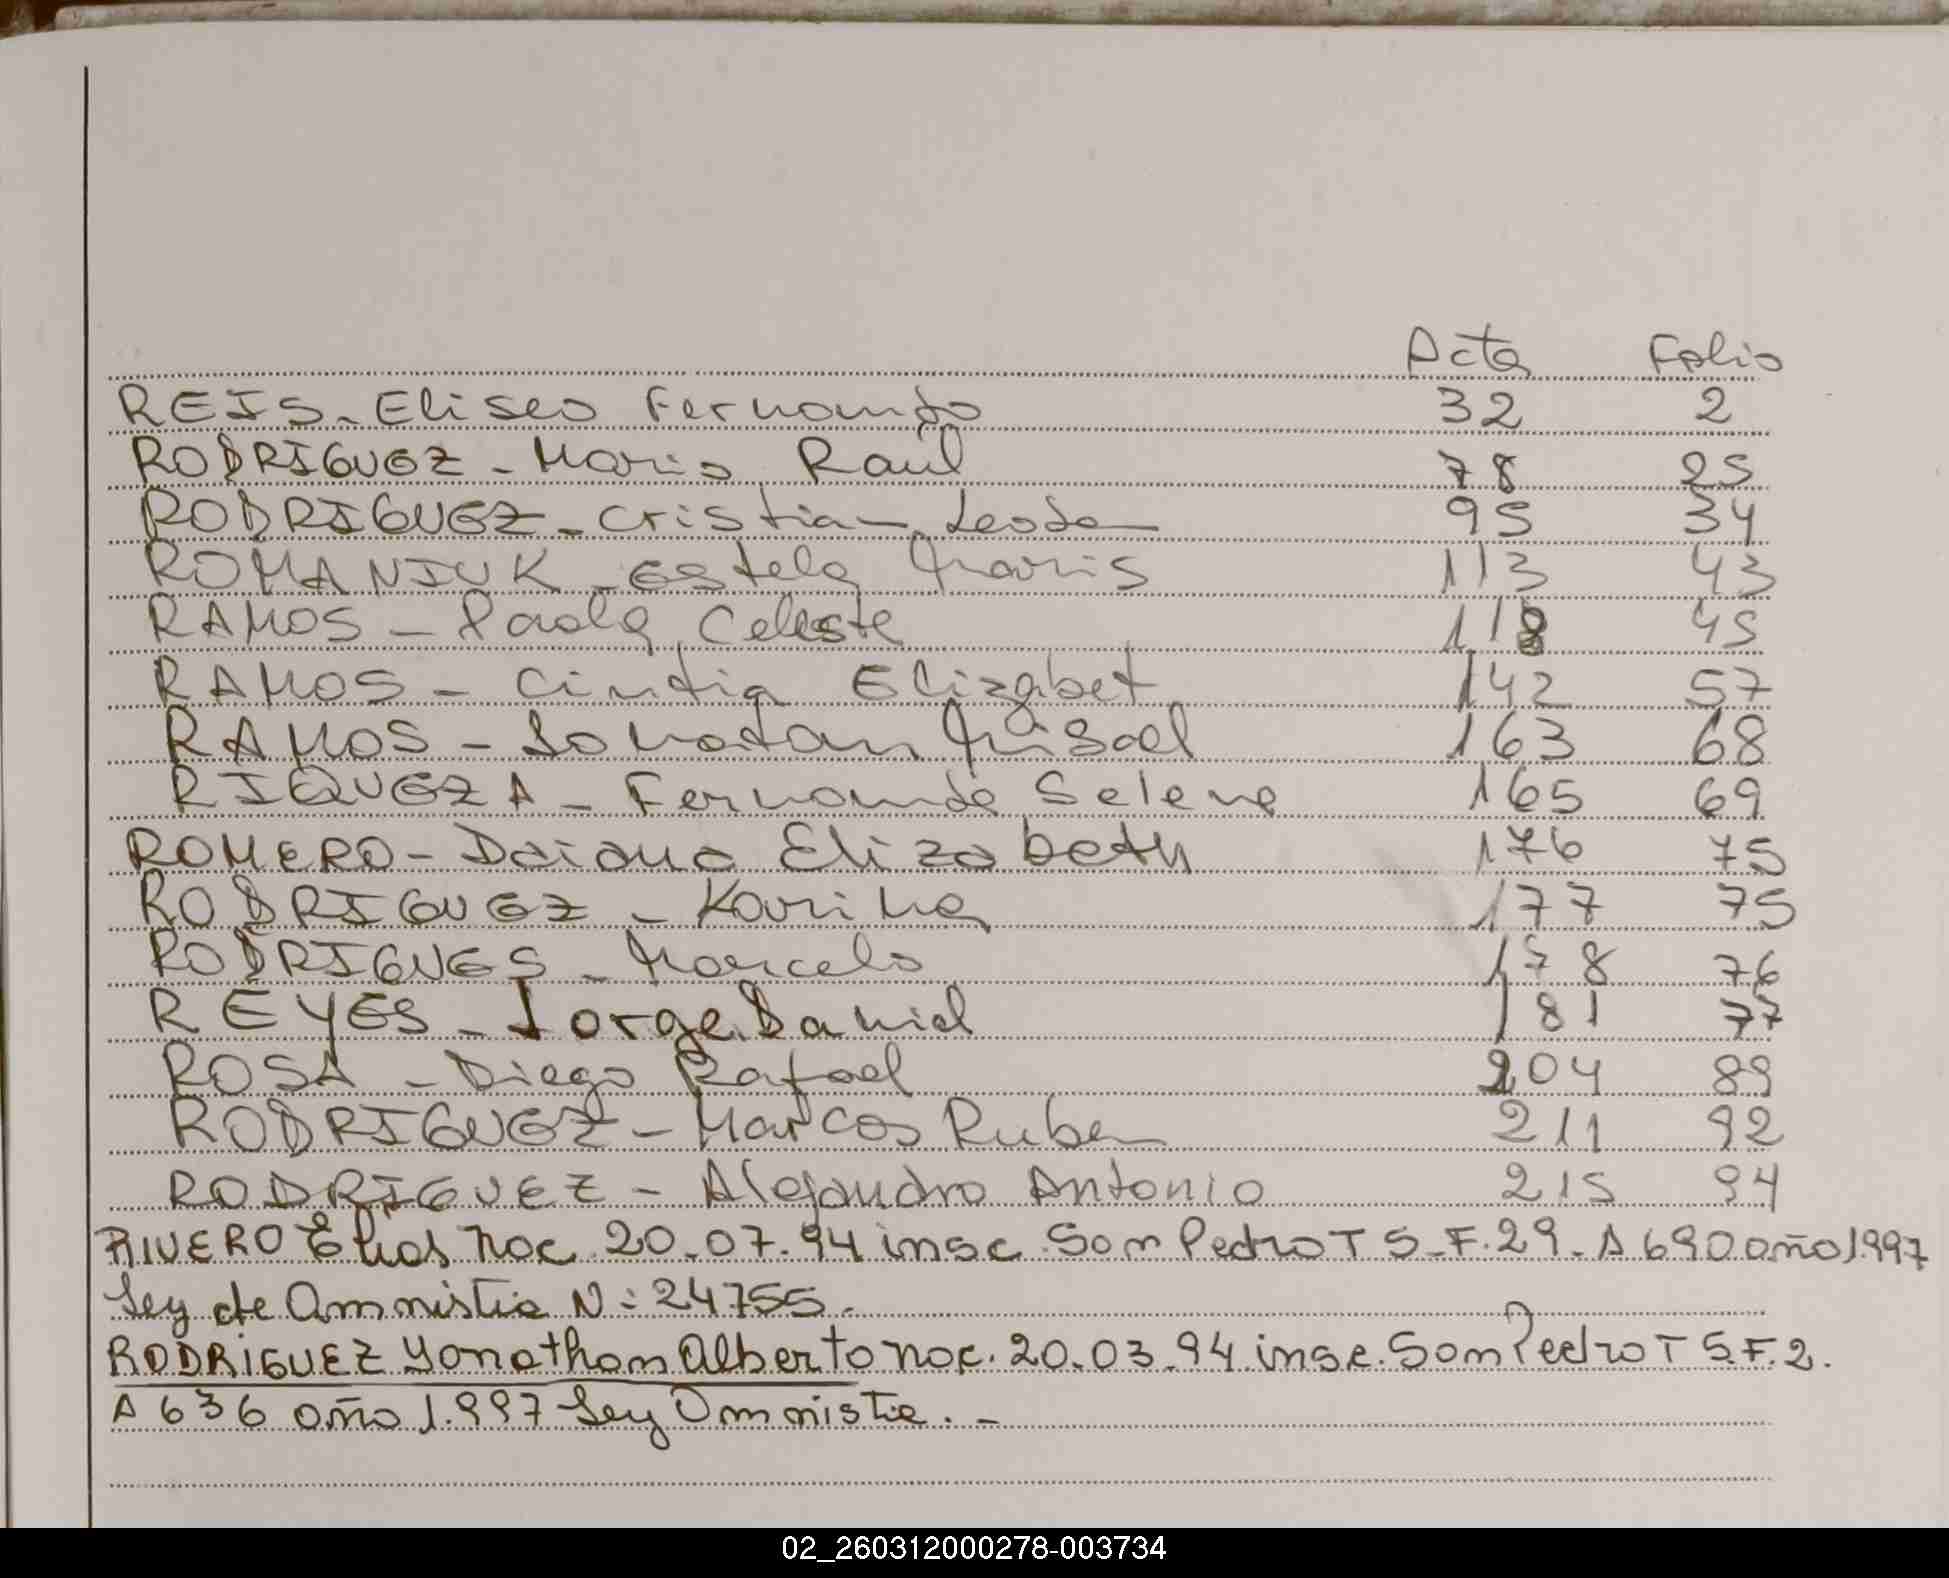 Acta Folio
REIS - Eliseo Fernando 32 2
RODRIGUEZ - Mario Raúl 78 25
RODRIGUEZ - Cristian 95 34
ROMANIUK - Estela Maris 113 43
RAMOS - Paola Celeste 118 45
RAMOS - Cintia Elizabet 142 57
RAMOS - Jonatan Misael 163 68
RIQUEZA - Fernanda Selena 165 69
ROMERO - Daiana Elizabeth 176 75
RODRIGUEZ - Karina 177 75
RODRIGUES - Marcelo 178 76
REYES - Jorge Daniel 181 77
ROSA - Diego Rafael 204 89
RODRIGUEZ - Marcos Ruben 211 92
RODRIGUEZ - Alejandro Antonio 215 94
RIVERO Elias nac. 20-07-94 insc. San Pedro T 5-F.29- A 690 año 1.997
Ley de Amnistia N: 24755.
RODRIGUEZ Yonathan Alberto nac. 20.03.94 insc. San Pedro T 5.F.2.
A 636 año 1.997 Ley Amnistia. -
02_260312000278-003734